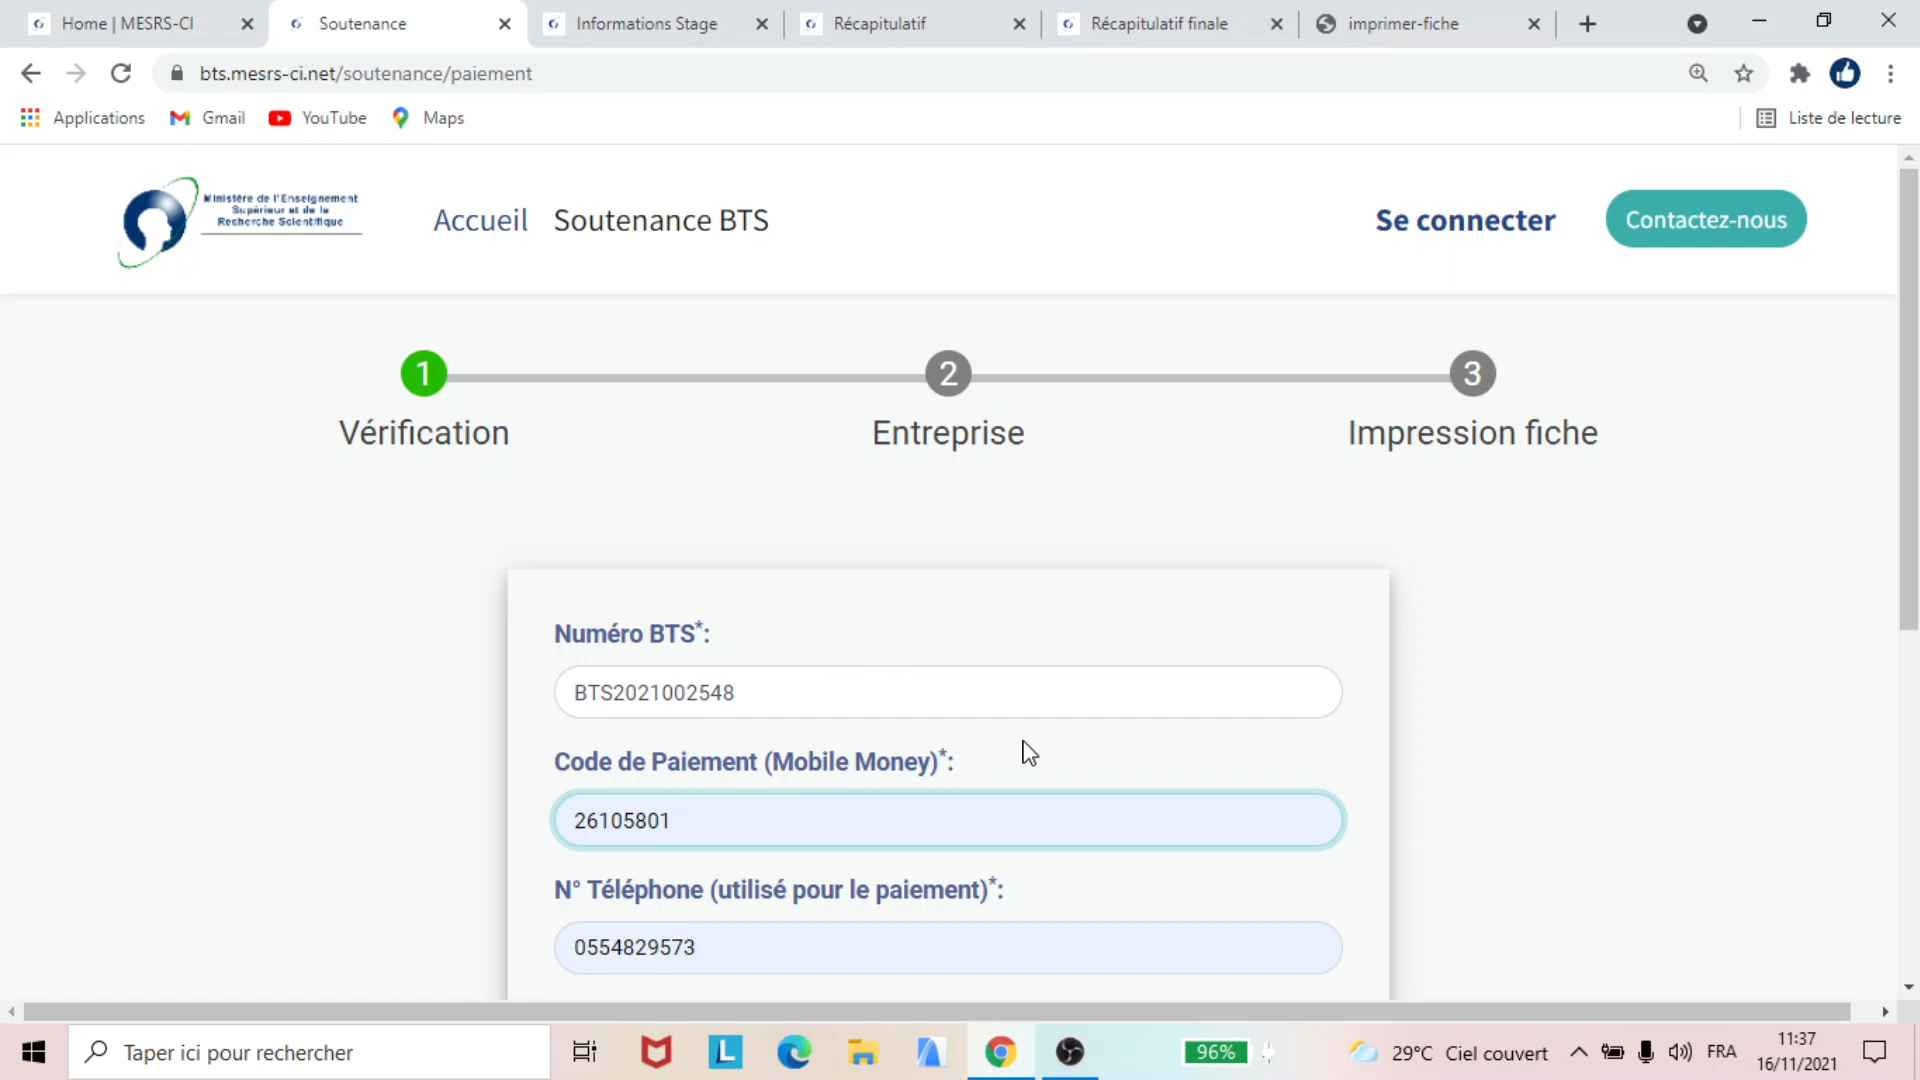 Home | MESRS-CI
Soutenance
Informations Stage
Récapitulatif
Récapitulatif finale
imprimer-fiche
bts.mesrs-ci.net/soutenance/paiement
Applications
Gmail
YouTube
Maps
Liste de lecture
Ministère de l'Enseignement
Supérieur et de la
Recherche Scientifique
Accueil
Soutenance BTS
Se connecter
Contactez-nous
1
2
3
Vérification
Entreprise
Impression fiche
Numéro BTS*:
BTS2021002548
Code de Paiement (Mobile Money)*:
26105801
N° Téléphone (utilisé pour le paiement)*:
0554829573
Taper ici pour rechercher
L
96%
29°C Ciel couvert
FRA
11:37
16/11/2021